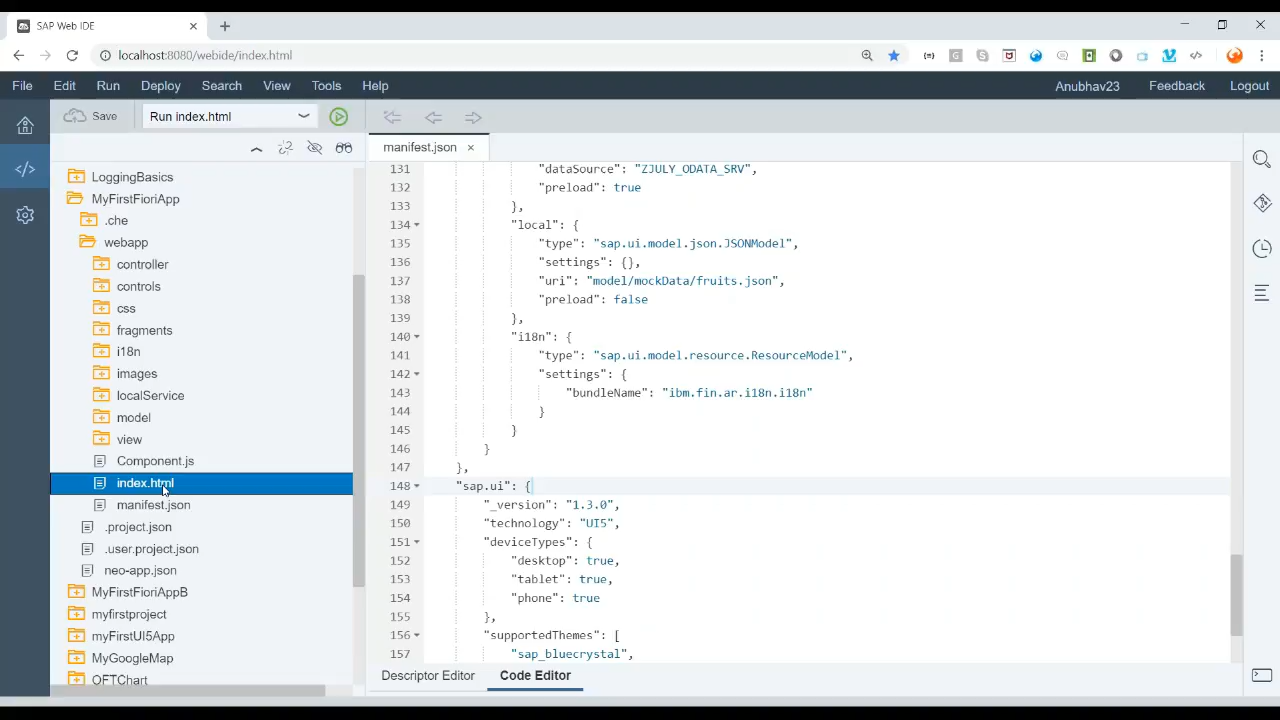 SAP Web IDE
localhost:8080/webide/index.html
File Edit Run Deploy Search View Tools Help
Anubhav23 Feedback Logout
Save
Run index.html
manifest.json
LoggingBasics
MyFirstFioriApp
.che
webapp
controller
controls
css
fragments
i18n
images
localService
model
view
Component.js
index.html
manifest.json
.project.json
.user.project.json
neo-app.json
MyFirstFioriAppB
myfirstproject
myFirstUI5App
MyGoogleMap
OFTChart
131 "dataSource": "ZJULY_ODATA_SRV",
132 "preload": true
133 },
134 "local": {
135 "type": "sap.ui.model.json.JSONModel",
136 "settings": {},
137 "uri": "model/mockData/fruits.json",
138 "preload": false
139 },
140 "i18n": {
141 "type": "sap.ui.model.resource.ResourceModel",
142 "settings": {
143 "bundleName": "ibm.fin.ar.i18n.i18n"
144 }
145 }
146 }
147 },
148 "sap.ui": {
149 "_version": "1.3.0",
150 "technology": "UI5",
151 "deviceTypes": {
152 "desktop": true,
153 "tablet": true,
154 "phone": true
155 },
156 "supportedThemes": [
157 "sap_bluecrystal",
Descriptor Editor Code Editor